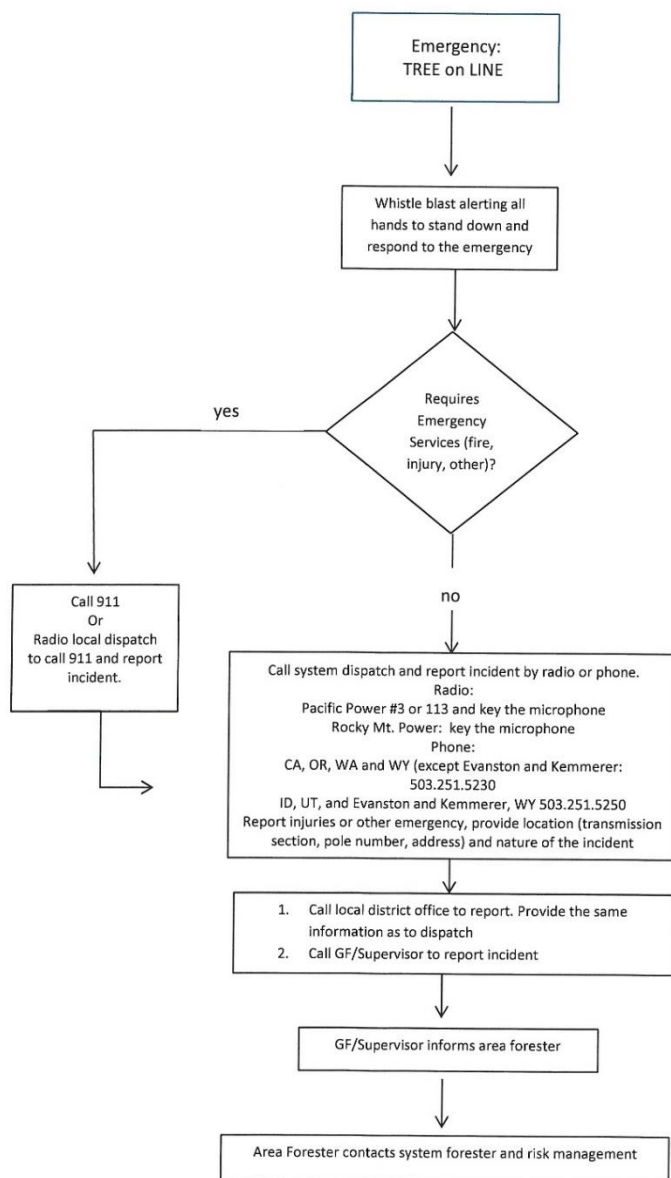 Emergency:
TREE on LINE
Whistle blast alerting all
hands to stand down and
respond to the emergency
Requires
Emergency
Services (fire,
injury, other)?
yes
no
Call 911
Or
Radio local dispatch
to call 911 and report
incident.
Call system dispatch and report incident by radio or phone.
Radio:
Pacific Power #3 or 113 and key the microphone
Rocky Mt. Power: key the microphone
Phone:
CA, OR, WA and WY (except Evanston and Kemmerer:
503.251.5230
ID, UT, and Evanston and Kemmerer, WY 503.251.5250
Report injuries or other emergency, provide location (transmission
section, pole number, address) and nature of the incident
1. Call local district office to report. Provide the same
information as to dispatch
2. Call GF/Supervisor to report incident
GF/Supervisor informs area forester
Area Forester contacts system forester and risk management